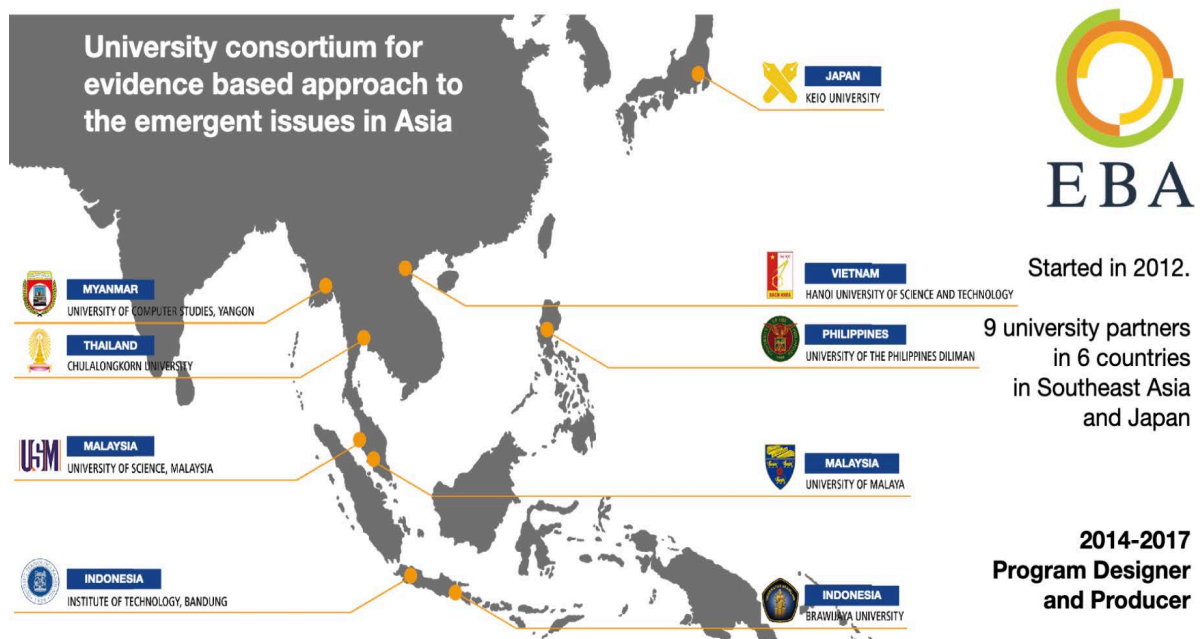 University consortium for
evidence based approach to
the emergent issues in Asia
JAPAN
KEIO UNIVERSITY
EBA
Started in 2012.
9 university partners
in 6 countries
in Southeast Asia
and Japan
MYANMAR
UNIVERSITY OF COMPUTER STUDIES, YANGON
THAILAND
CHULALONGKORN UNIVERSITY
VIETNAM
HANOI UNIVERSITY OF SCIENCE AND TECHNOLOGY
PHILIPPINES
UNIVERSITY OF THE PHILIPPINES DILIMAN
USM
MALAYSIA
UNIVERSITY OF SCIENCE, MALAYSIA
MALAYSIA
UNIVERSITY OF MALAYA
INDONESIA
INSTITUTE OF TECHNOLOGY, BANDUNG
INDONESIA
BRAWIJAYA UNIVERSITY
2014-2017
Program Designer
and Producer